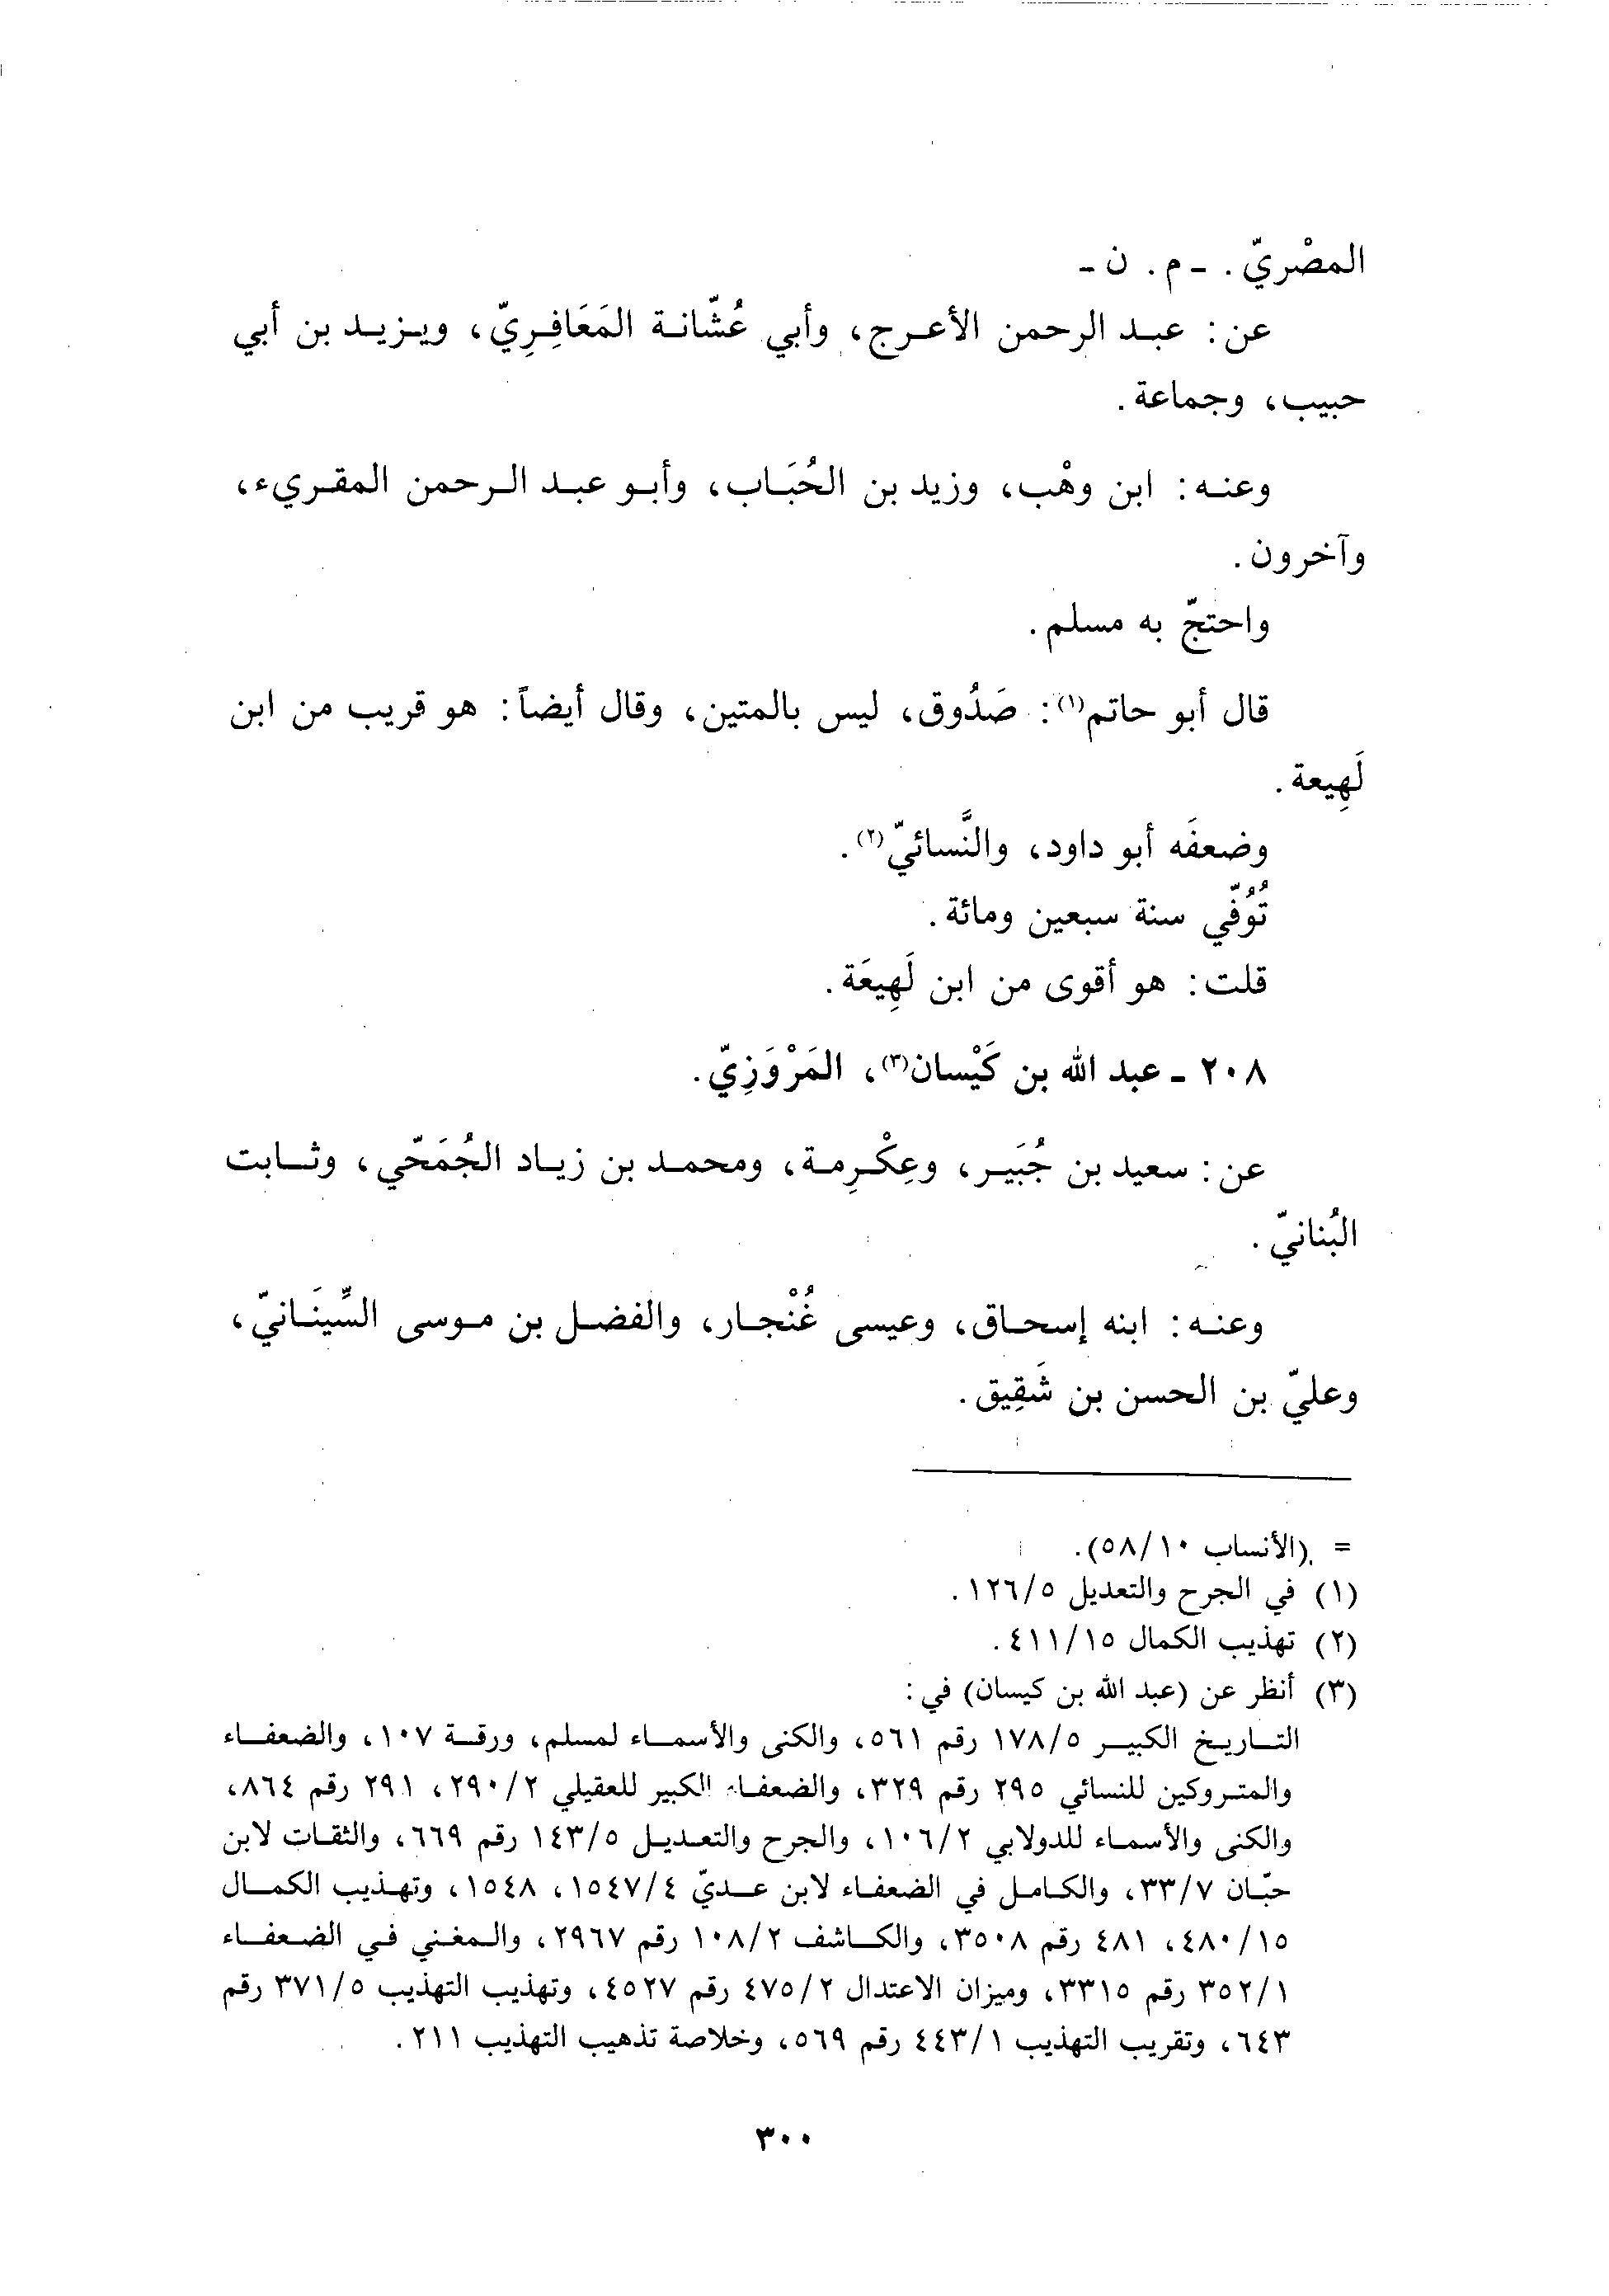 المصْريّ. ـ م. ن ـ
عن: عبد الرحمن الأعرج، وأبي عُشّانة المَعَافِرِيّ، ويزيد بن أبي
حبيب، وجماعة.
وعنه: ابن وهْب، وزيد بن الحُبَاب، وأبو عبد الرحمن المقريء،
وآخرون.
واحتجّ به مسلم.
قال أبو حاتم(١): صَدُوق، ليس بالمتين، وقال أيضاً: هو قريب من ابن
لَهِيعة.
وضعفَه أبو داود، والنَّسائيّ(٢).
تُوُفّي سنة سبعين ومائة.
قلت: هو أقوى من ابن لَهِيعَة.
٢٠٨ ـ عبد الله بن كَيْسان(٣)، المَرْوَزِيّ.
عن: سعيد بن جُبَير، وعِكْرِمة، ومحمد بن زياد الجُمَحّي، وثابت
البُنانيّ.
وعنه: ابنه إسحاق، وعيسى غُنْجار، والفضل بن موسى السِّينَانيّ،
وعليّ بن الحسن بن شَقِيق.
= (الأنساب ٥٨/١٠).
(١) في الجرح والتعديل ١٢٦/٥.
(٢) تهذيب الكمال ٤١١/١٥.
(٣) أنظر عن (عبد الله بن كيسان) في:
التاريخ الكبير ١٧٨/٥ رقم ٥٦١، والكنى والأسماء لمسلم، ورقة ١٠٧، والضعفاء
والمتروكين للنسائي ٢٩٥ رقم ٣٢٩، والضعفاء الكبير للعقيلي ٢٩٠/٢، ٢٩١ رقم ٨٦٤،
والكنى والأسماء للدولابي ١٠٦/٢، والجرح والتعديل ١٤٣/٥ رقم ٦٦٩، والثقات لابن
حبّان ٣٣/٧، والكامل في الضعفاء لابن عديّ ١٥٤٧/٤، ١٥٤٨، وتهذيب الكمال
٤٨٠/١٥، ٤٨١ رقم ٣٥٠٨، والكاشف ١٠٨/٢ رقم ٢٩٦٧، والمغني في الضعفاء
٣٥٢/١ رقم ٣٣١٥، وميزان الاعتدال ٤٧٥/٢ رقم ٤٥٢٧، وتهذيب التهذيب ٣٧١/٥ رقم
٦٤٣، وتقريب التهذيب ٤٤٣/١ رقم ٥٦٩، وخلاصة تذهيب التهذيب ٢١١.
٣٠٠